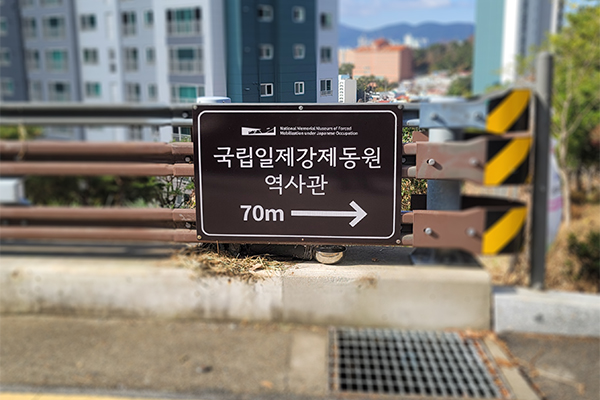 National Memorial Museum of Forced
Mobilization under Japanese Occupation
국립일제강제동원
역사관
70m